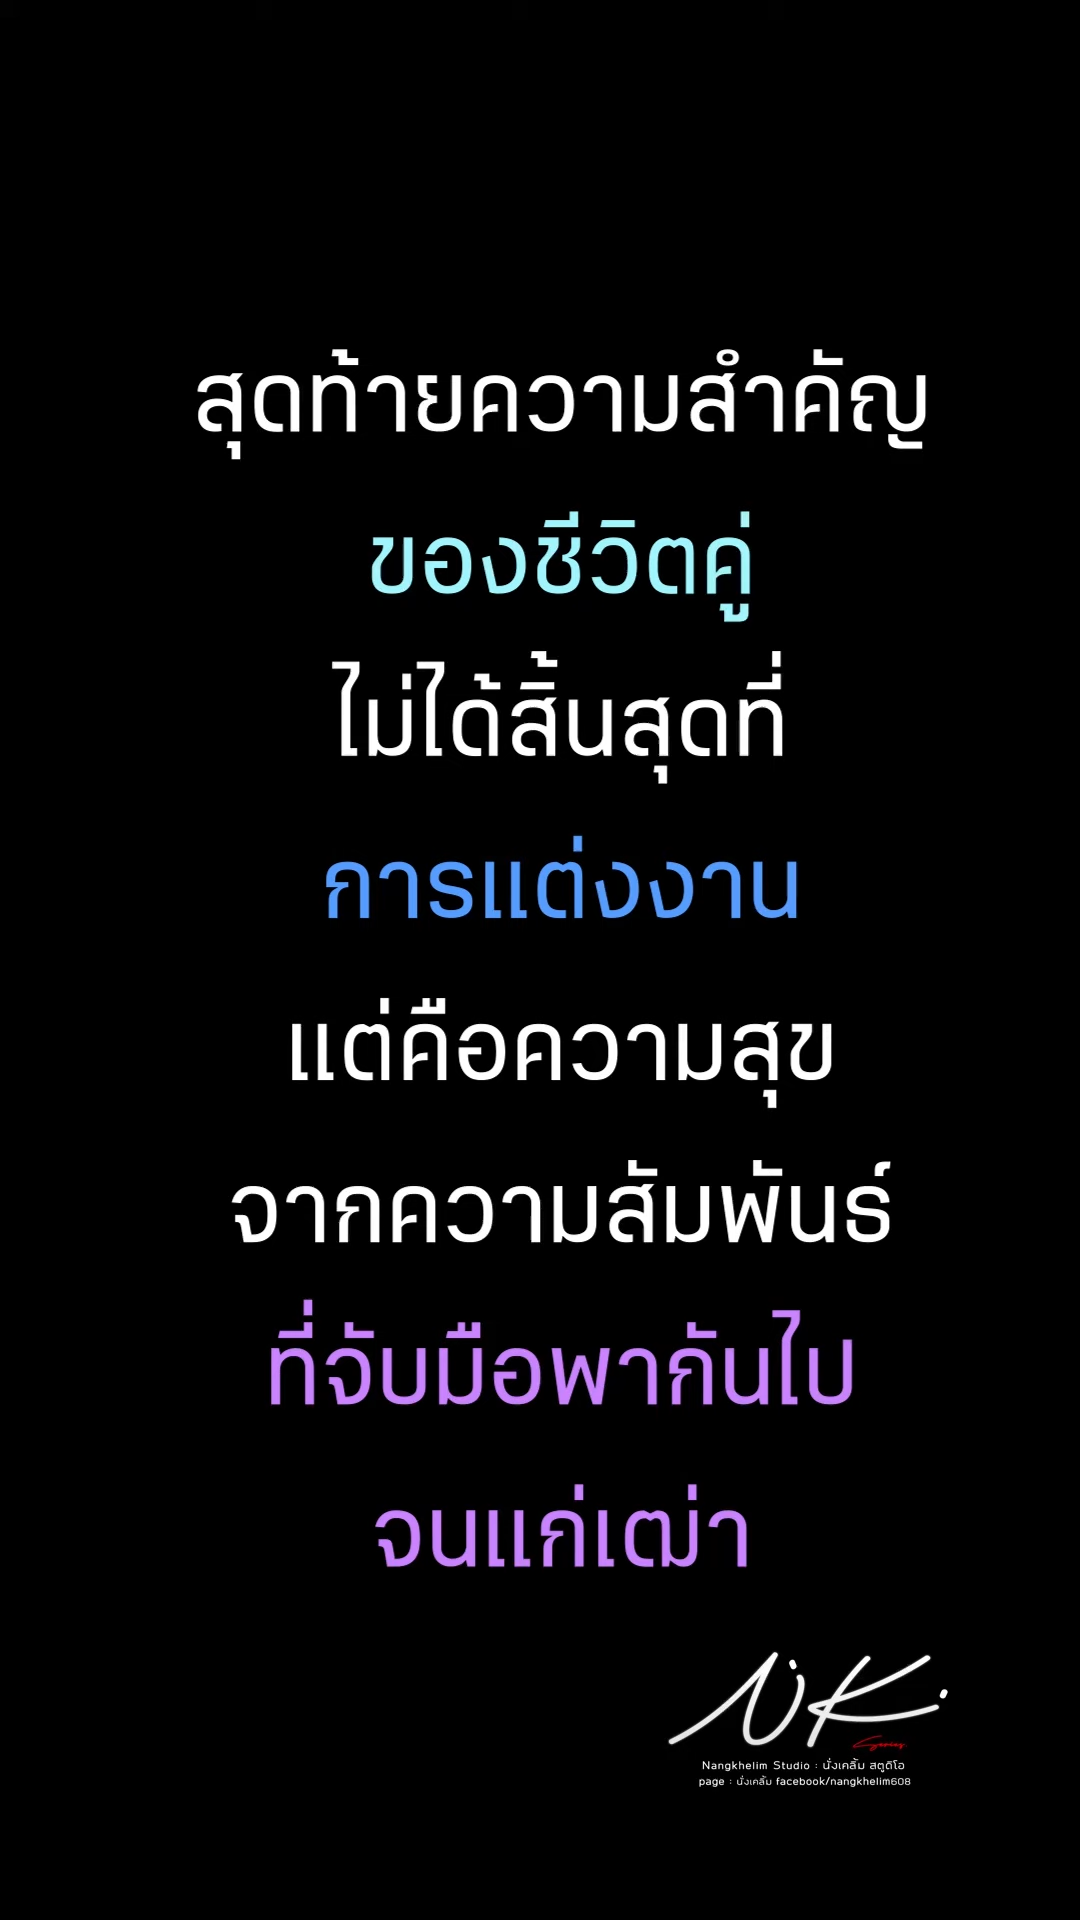 สุดท้ายความสำคัญ
ของชีวิตคู่
ไม่ได้สิ้นสุดที่
การแต่งงาน
แต่คือความสุข
จากความสัมพันธ์
ที่จับมือพากันไป
จนแก่เฒ่า
N.K.
Series
Nangkhelim Studio : นั่งเคลิ้ม สตูดิโอ
page : นั่งเคลิ้ม facebook/nangkhelim608